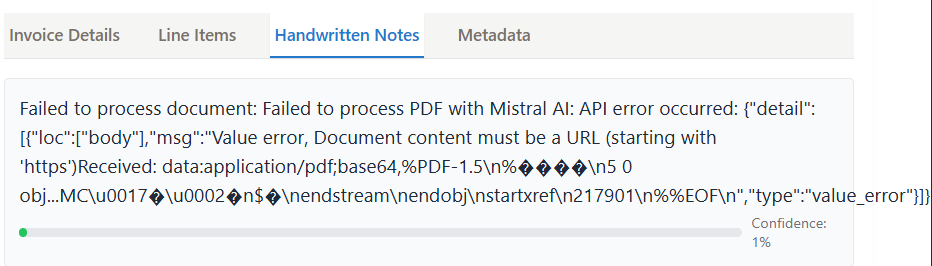 Invoice Details Line Items Handwritten Notes Metadata
Failed to process document: Failed to process PDF with Mistral AI: API error occurred: {"detail":
[{"loc":["body"],"msg":"Value error, Document content must be a URL (starting with
'https')Received: data:application/pdf;base64,%PDF-1.5\n%����\n5 0
obj...MC\u0017�\u0002�n$�\nendstream\nendobj\nstartxref\n217901\n%%EOF\n","type":"value_error"}]}
Confidence:
1%